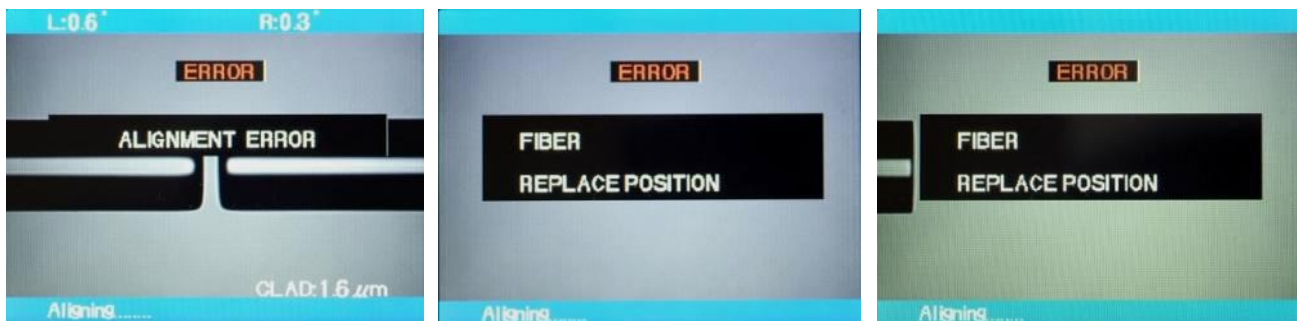 L:0.6° R:0.3°
ERROR
ALIGNMENT ERROR
CLAD:1.6μm
Aligning........
ERROR
FIBER
REPLACE POSITION
Aligning........
ERROR
FIBER
REPLACE POSITION
Aligning........